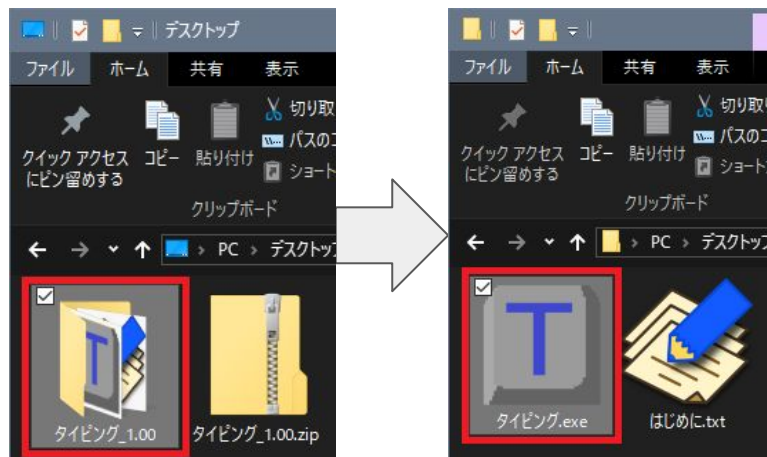 デスクトップ
ファイル ホーム 共有 表示
切り取
パスのコ
ショート
クイック アクセス
にピン留めする
コピー 貼り付け
クリップボード
PC > デスクトップ
タイピング_1.00 タイピング_1.00.zip
ファイル ホーム 共有 表示
切り取り
パスのコ
ショート
クイック アクセス
にピン留めする
コピー 貼り付け
クリップボード
PC > デスクトップ
T
タイピング.exe はじめに.txt